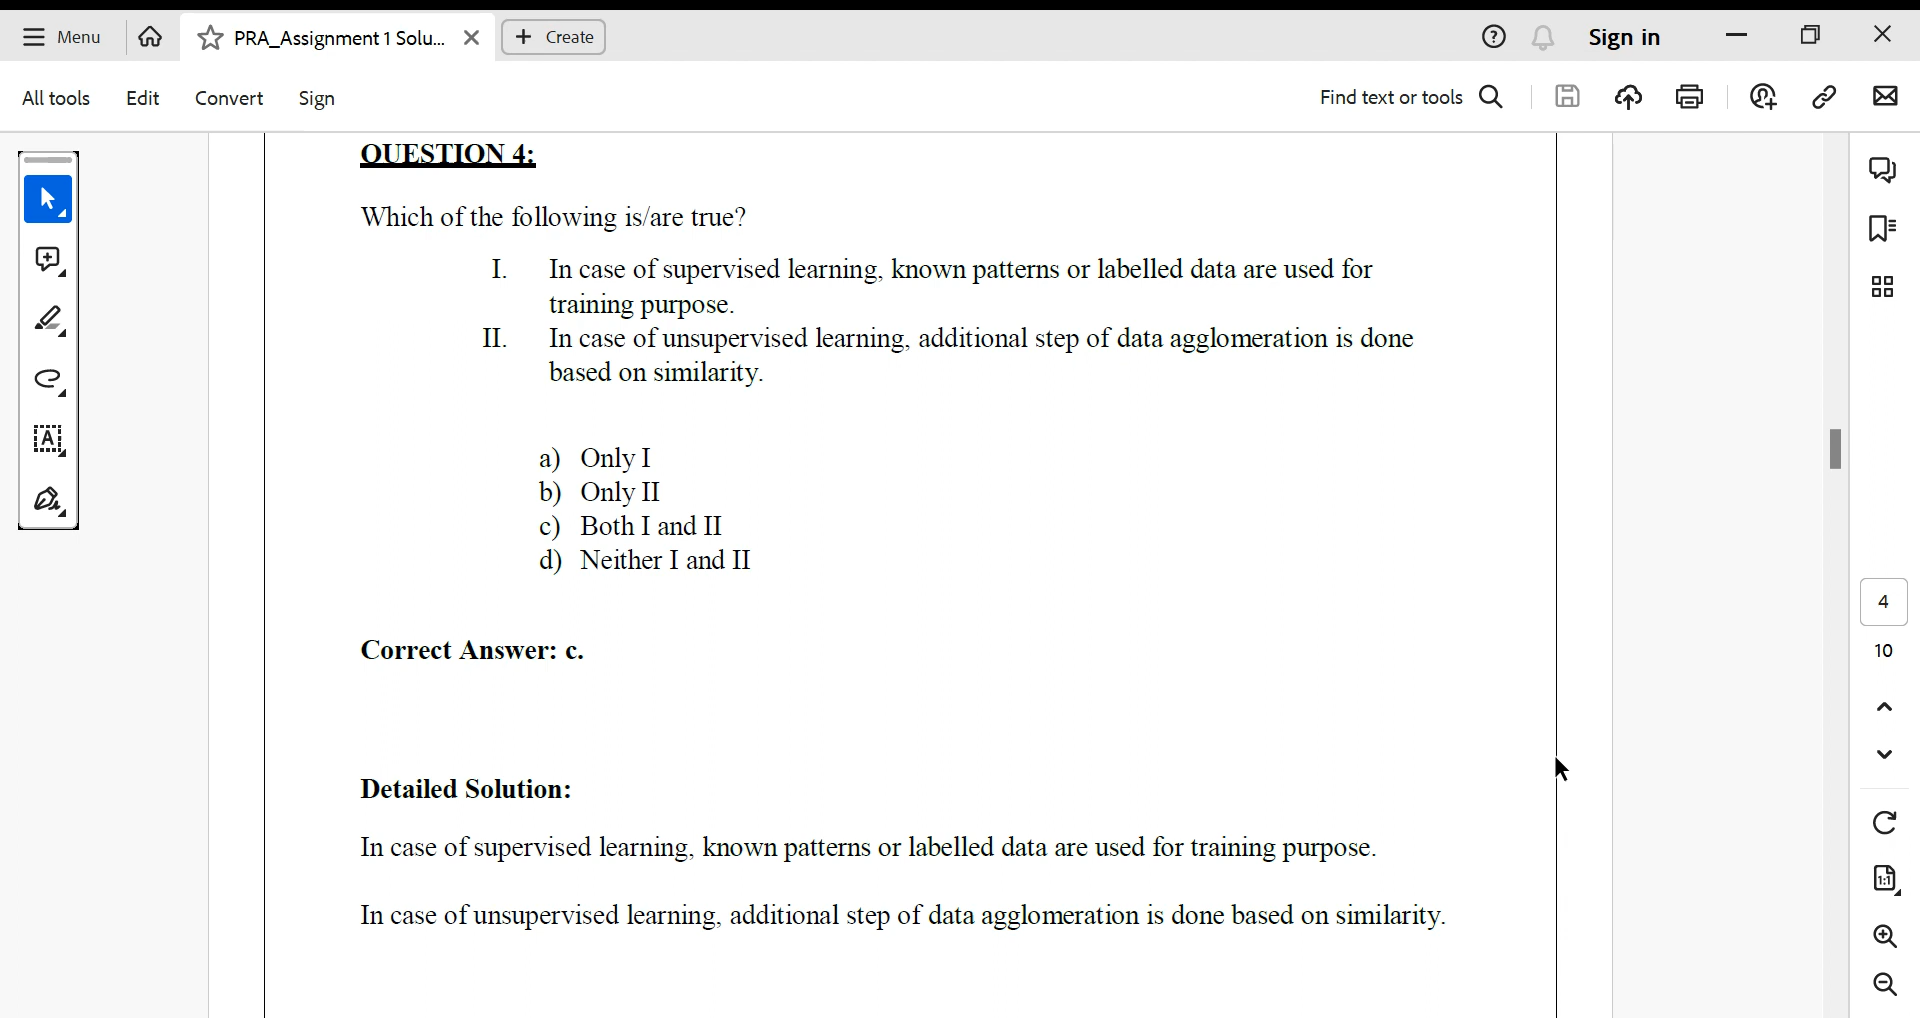 Menu
PRA_Assignment 1 Solu...
Create
Sign in
All tools
Edit
Convert
Sign
Find text or tools
QUESTION 4:
Which of the following is/are true?
I. In case of supervised learning, known patterns or labelled data are used for
training purpose.
II. In case of unsupervised learning, additional step of data agglomeration is done
based on similarity.
a) Only I
b) Only II
c) Both I and II
d) Neither I and II
Correct Answer: c.
Detailed Solution:
In case of supervised learning, known patterns or labelled data are used for training purpose.
In case of unsupervised learning, additional step of data agglomeration is done based on similarity.
4
10
1:1